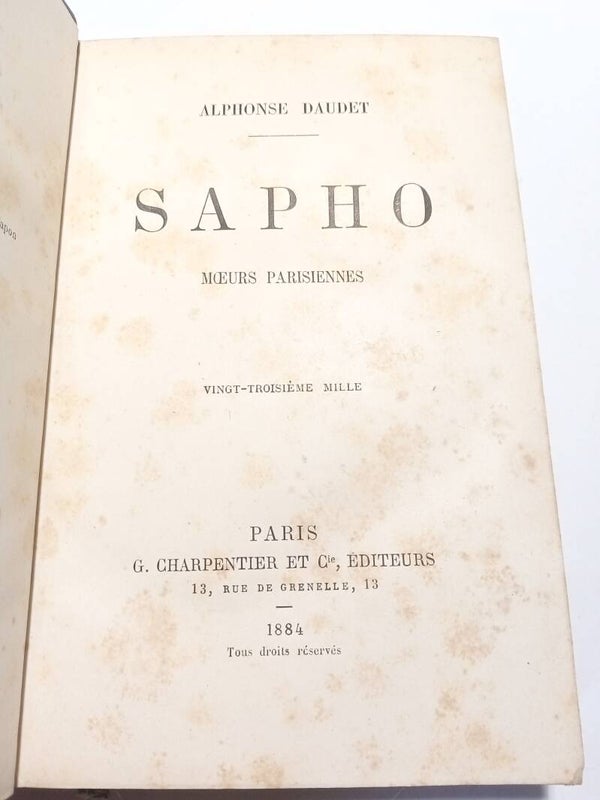 ALPHONSE DAUDET
SAPHO
MŒURS PARISIENNES
VINGT-TROISIÈME MILLE
PARIS
G. CHARPENTIER ET Cie, ÉDITEURS
13, RUE DE GRENELLE, 13
1884
Tous droits réservés